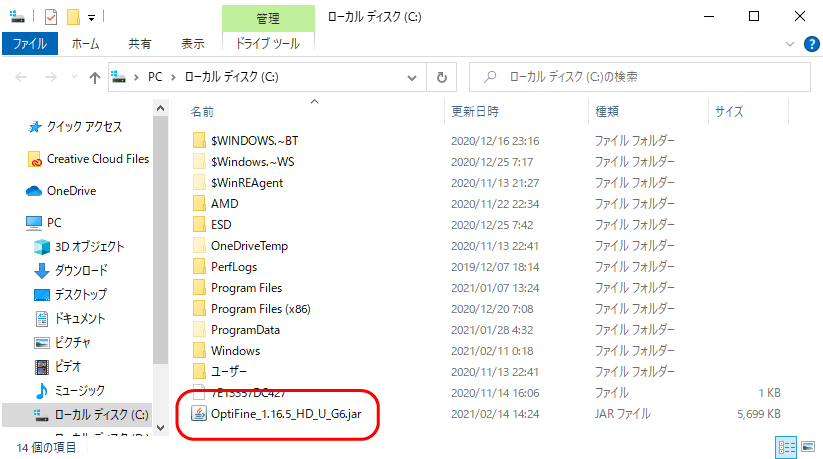 管理
ローカル ディスク (C:)
ファイル
ホーム
共有
表示
ドライブ ツール
PC
ローカル ディスク (C:)
ローカル ディスク (C:)の検索
名前
更新日時
種類
サイズ
クイック アクセス
Creative Cloud Files
OneDrive
PC
3D オブジェクト
ダウンロード
デスクトップ
ドキュメント
ピクチャ
ビデオ
ミュージック
ローカル ディスク (C:)
$WINDOWS.~BT 2020/12/16 23:16 ファイル フォルダー
$Windows.~WS 2020/12/25 7:17 ファイル フォルダー
$WinREAgent 2020/11/13 21:27 ファイル フォルダー
AMD 2020/11/22 22:34 ファイル フォルダー
ESD 2020/12/25 7:42 ファイル フォルダー
OneDriveTemp 2020/11/13 22:41 ファイル フォルダー
PerfLogs 2019/12/07 18:14 ファイル フォルダー
Program Files 2021/01/07 13:24 ファイル フォルダー
Program Files (x86) 2020/12/20 7:08 ファイル フォルダー
ProgramData 2021/01/28 4:32 ファイル フォルダー
Windows 2021/02/11 0:18 ファイル フォルダー
ユーザー 2020/11/13 22:41 ファイル フォルダー
2020/11/14 16:06 ファイル 1 KB
OptiFine_1.16.5_HD_U_G6.jar 2021/02/14 14:24 JAR ファイル 5,699 KB
14 個の項目